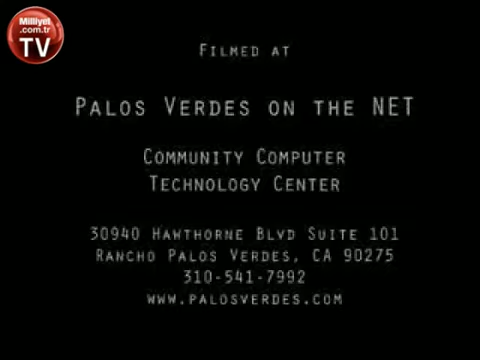 Milliyet
.com.tr
TV
FILMED AT
PALOS VERDES ON THE NET
COMMUNITY COMPUTER
TECHNOLOGY CENTER
30940 HAWTHORNE BLVD SUITE 101
RANCHO PALOS VERDES, CA 90275
310-541-7992
WWW.PALOSVERDES.COM